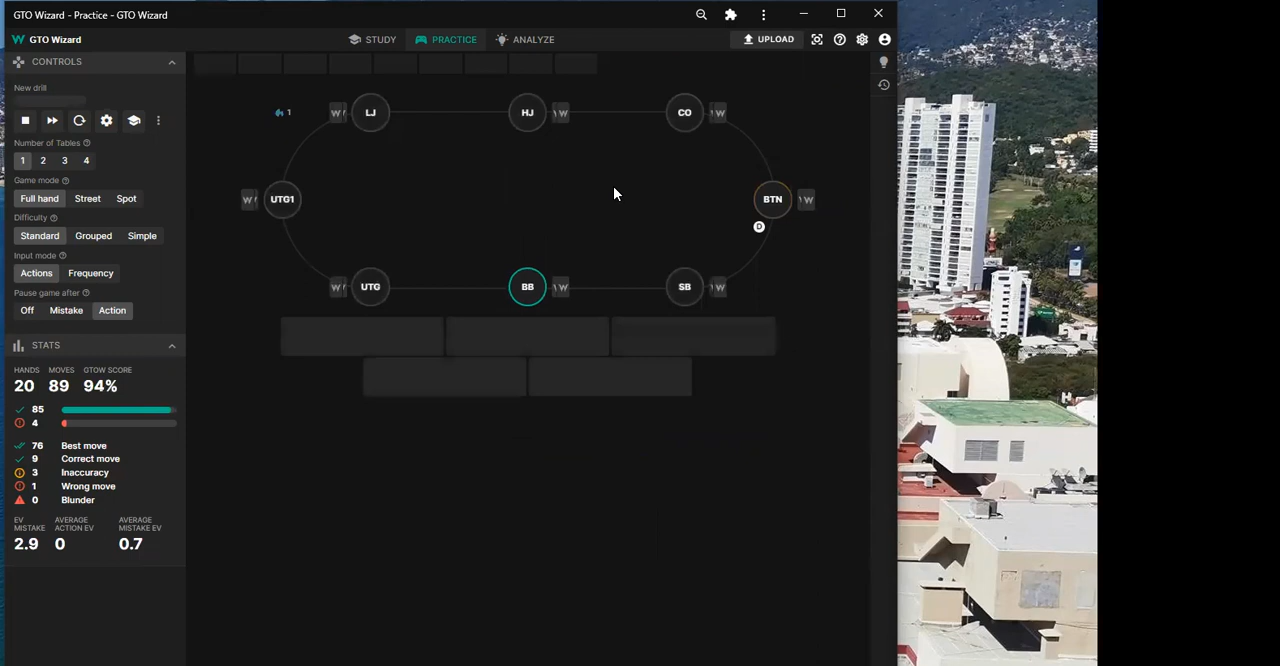 GTO Wizard - Practice - GTO Wizard
GTO Wizard
STUDY
PRACTICE
ANALYZE
UPLOAD
CONTROLS
New drill
Number of Tables
1 2 3 4
Game mode
Full hand Street Spot
Difficulty
Standard Grouped Simple
Input mode
Actions Frequency
Pause game after
Off Mistake Action
STATS
HANDS MOVES GTOW SCORE
20 89 94%
85
4
76 Best move
9 Correct move
3 Inaccuracy
1 Wrong move
0 Blunder
EV MISTAKE
AVERAGE ACTION EV
AVERAGE MISTAKE EV
2.9 0 0.7
1
LJ
HJ
CO
UTG1
BTN
D
UTG
BB
SB